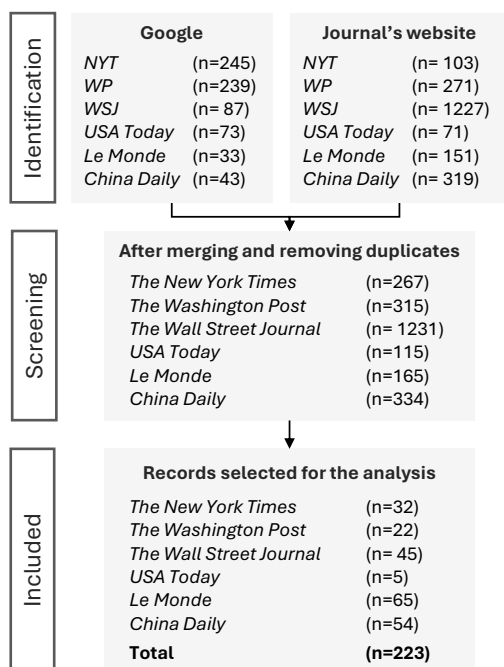 Identification
Google
NYT (n=245)
WP (n=239)
WSJ (n= 87)
USA Today (n=73)
Le Monde (n=33)
China Daily (n=43)
Journal’s website
NYT (n= 103)
WP (n= 271)
WSJ (n= 1227)
USA Today (n= 71)
Le Monde (n= 151)
China Daily (n= 319)
Screening
After merging and removing duplicates
The New York Times (n=267)
The Washington Post (n=315)
The Wall Street Journal (n= 1231)
USA Today (n=115)
Le Monde (n=165)
China Daily (n=334)
Included
Records selected for the analysis
The New York Times (n=32)
The Washington Post (n=22)
The Wall Street Journal (n= 45)
USA Today (n=5)
Le Monde (n=65)
China Daily (n=54)
Total (n=223)